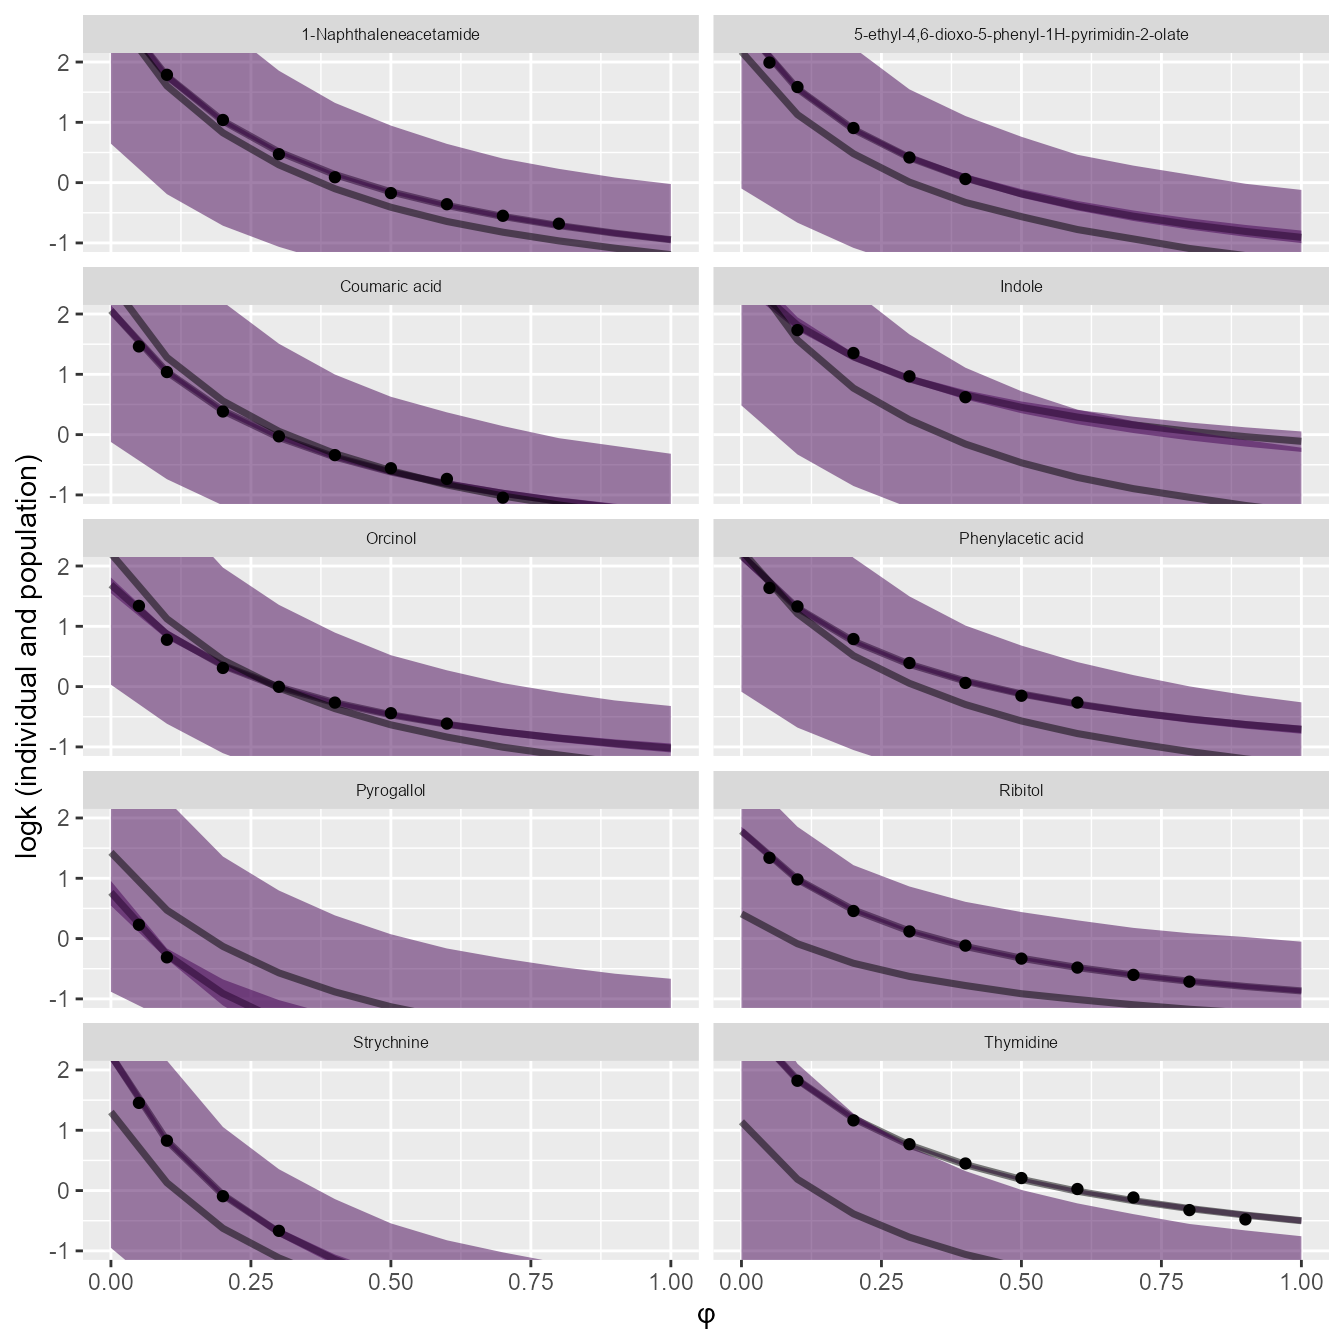 1-Naphthaleneacetamide
5-ethyl-4,6-dioxo-5-phenyl-1H-pyrimidin-2-olate
2
1
0
-1
Coumaric acid
Indole
2
1
0
-1
Orcinol
Phenylacetic acid
2
1
0
-1
Pyrogallol
Ribitol
2
1
0
-1
Strychnine
Thymidine
2
1
0
-1
0.00 0.25 0.50 0.75 1.00 0.00 0.25 0.50 0.75 1.00
φ
logk (individual and population)